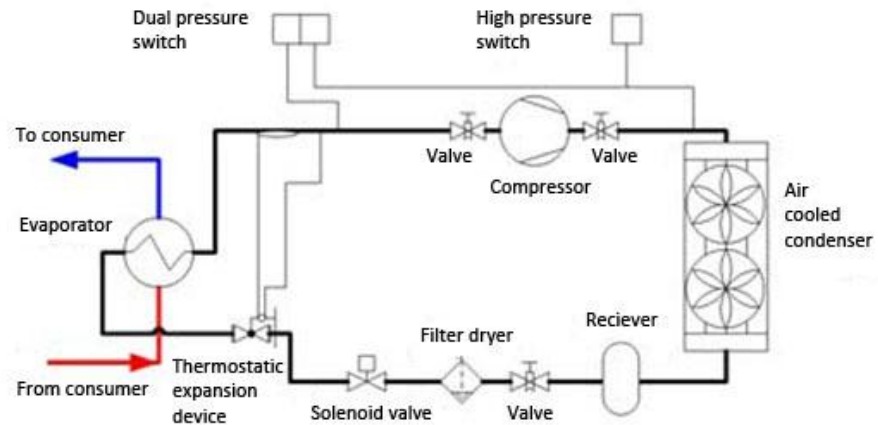 Dual pressure
switch
High pressure
switch
To consumer
Valve
Valve
Compressor
Evaporator
Air
cooled
condenser
Filter dryer
Reciever
From consumer
Thermostatic
expansion
device
Solenoid valve
Valve